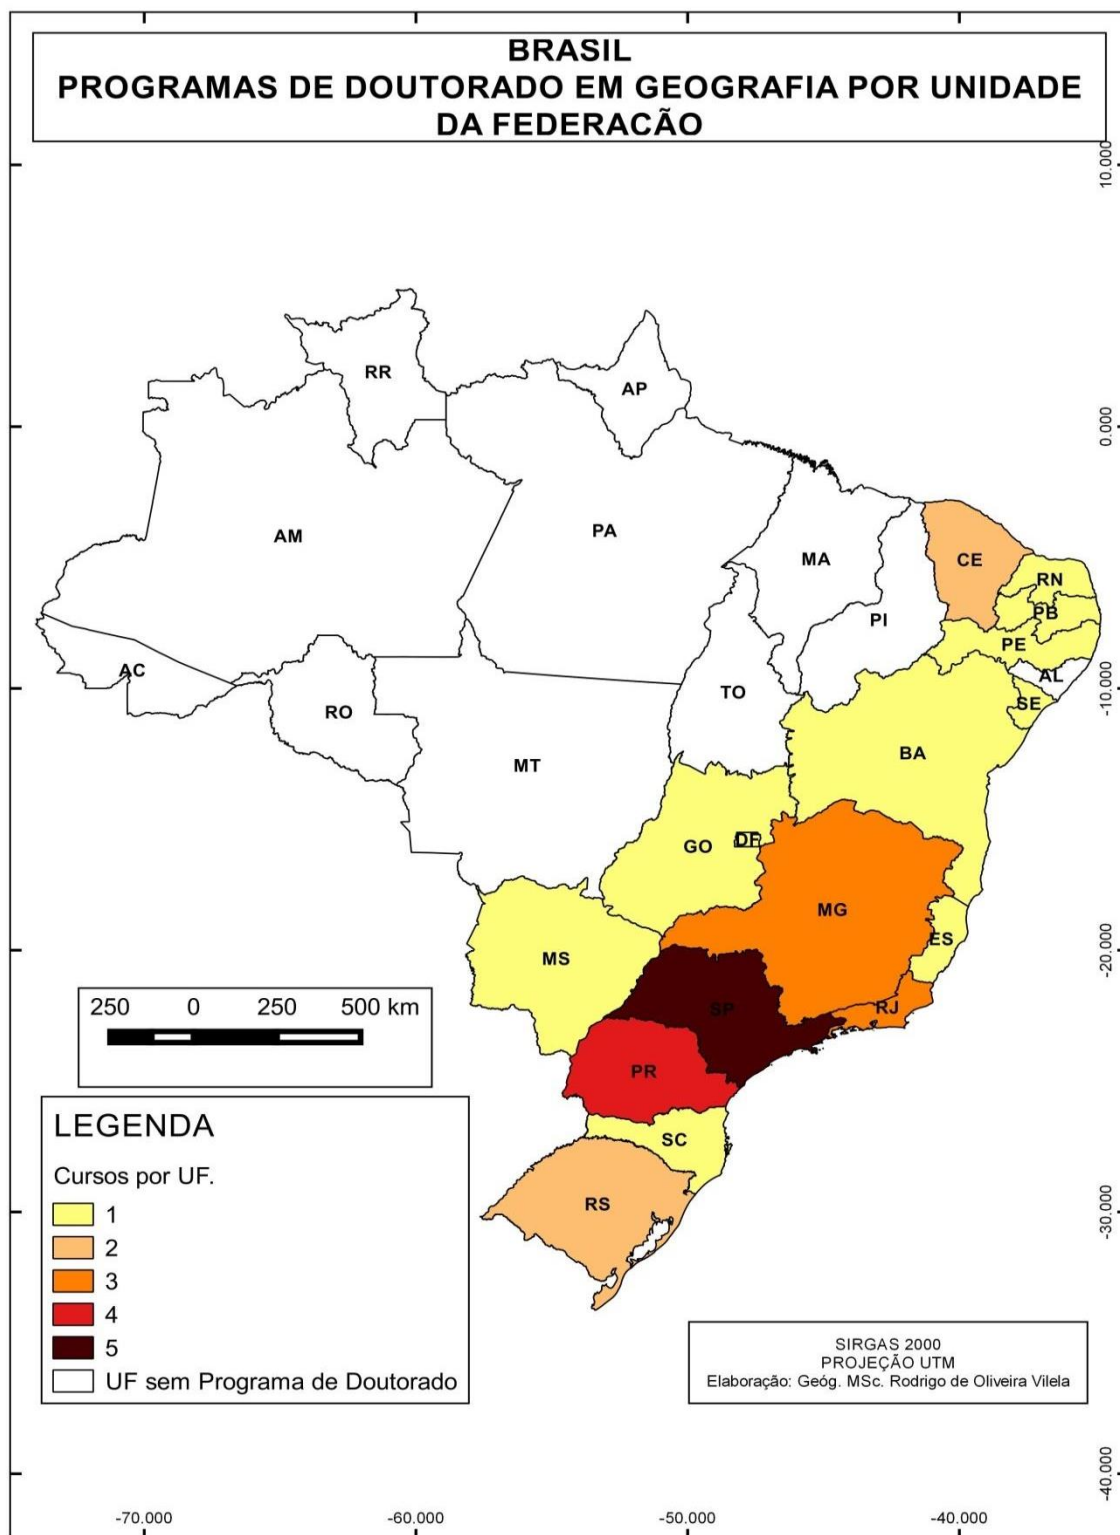 BRASIL
PROGRAMAS DE DOUTORADO EM GEOGRAFIA POR UNIDADE
DA FEDERACÃO
10.000
RR
AP
0.000
AM
PA
MA
CE
RN
PB
PI
PE
AC
AL
-10.000
TO
SE
RO
BA
MT
DF
GO
MG
ES
-20.000
MS
250 0 250 500 km
SP
RJ
PR
LEGENDA
SC
Cursos por UF.
RS
1
-30.000
2
3
4
5
UF sem Programa de Doutorado
SIRGAS 2000
PROJEÇÃO UTM
Elaboração: Geóg. MSc. Rodrigo de Oliveira Vilela
-40.000
-70.000 -60.000 -50.000 -40.000